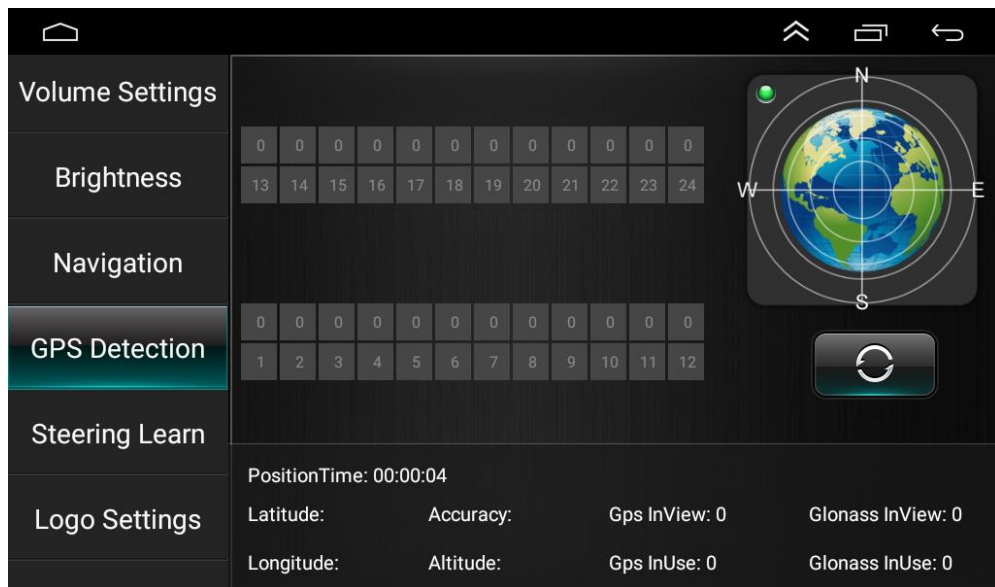 Volume Settings
Brightness
Navigation
GPS Detection
Steering Learn
Logo Settings
0 0 0 0 0 0 0 0 0 0 0 0
13 14 15 16 17 18 19 20 21 22 23 24
0 0 0 0 0 0 0 0 0 0 0 0
1 2 3 4 5 6 7 8 9 10 11 12
N
W E
S
PositionTime: 00:00:04
Latitude: Accuracy: Gps InView: 0 Glonass InView: 0
Longitude: Altitude: Gps InUse: 0 Glonass InUse: 0